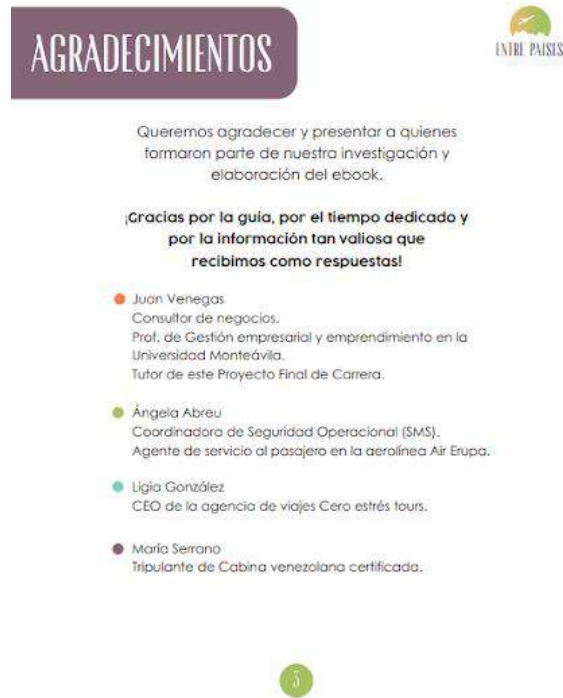 AGRADECIMIENTOS
ENTRE PAISES
Queremos agradecer y presentar a quienes
formaron parte de nuestra investigación y
elaboración del ebook.
¡Gracias por la guía, por el tiempo dedicado y
por la información tan valiosa que
recibimos como respuestas!
Juan Venegas
Consultor de negocios.
Prof. de Gestión empresarial y emprendimiento en la
Universidad Monteávila.
Tutor de este Proyecto Final de Carrera.
Ángela Abreu
Coordinadora de Seguridad Operacional (SMS).
Agente de servicio al pasajero en la aerolínea Air Erupa.
Ligia González
CEO de la agencia de viajes Cero estrés tours.
María Serrano
Tripulante de Cabina venezolana certificada.
3